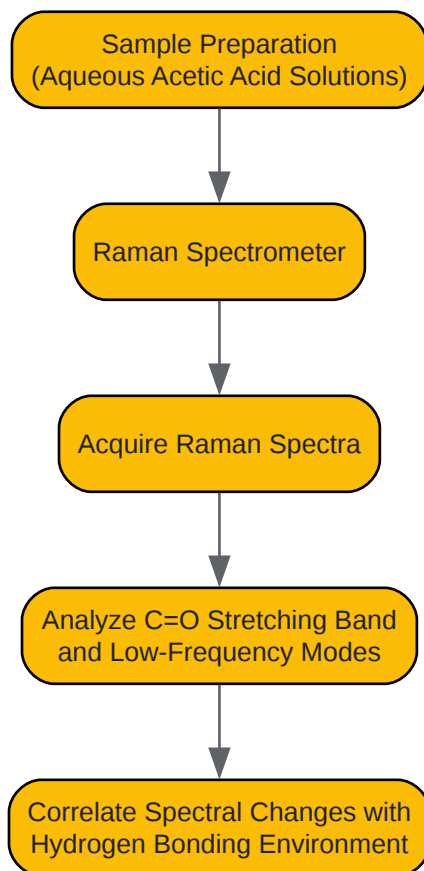 Sample Preparation
(Aqueous Acetic Acid Solutions)
Raman Spectrometer
Acquire Raman Spectra
Analyze C=O Stretching Band
and Low-Frequency Modes
Correlate Spectral Changes with
Hydrogen Bonding Environment